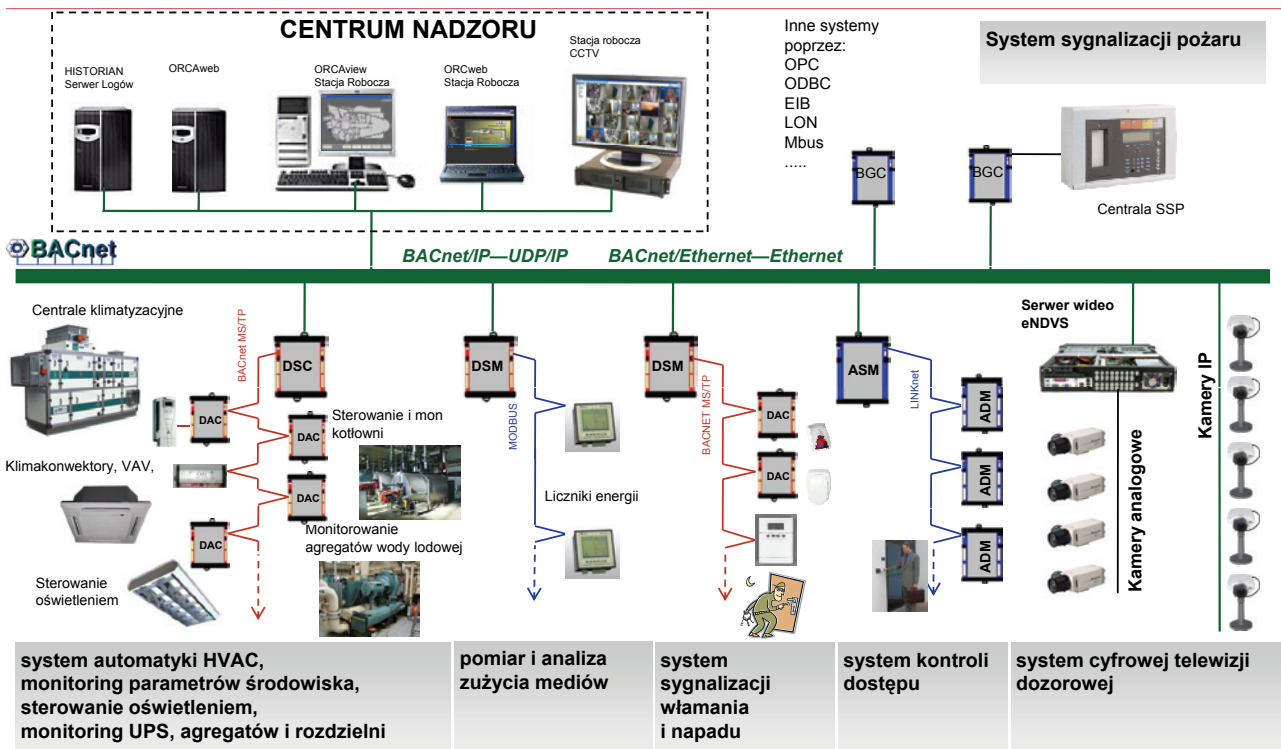 CENTRUM NADZORU
HISTORIAN
Serwer Logów
ORCAweb
ORCAview
Stacja Robocza
ORCweb
Stacja Robocza
Stacja robocza
CCTV
Inne systemy
poprzez:
OPC
ODBC
EIB
LON
Mbus
.....
BGC
BGC
System sygnalizacji pożaru
Centrala SSP
BACnet
BACnet/IP—UDP/IP
BACnet/Ethernet—Ethernet
Centrale klimatyzacyjne
BACnet MS/TP
DSC
DAC
DAC
DAC
DAC
Klimakonwektory, VAV,
Sterowanie
oświetleniem
Sterowanie i mon
kotłowni
Monitorowanie
agregatów wody lodowej
DSM
MODBUS
Liczniki energii
DSM
BACNET MS/TP
DAC
DAC
ASM
LINKnet
ADM
ADM
ADM
Serwer wideo
eNDVS
Kamery analogowe
Kamery IP
system automatyki HVAC,
monitoring parametrów środowiska,
sterowanie oświetleniem,
monitoring UPS, agregatów i rozdzielni
pomiar i analiza
zużycia mediów
system
sygnalizacji
włamania
i napadu
system kontroli
dostępu
system cyfrowej telewizji
dozorowej